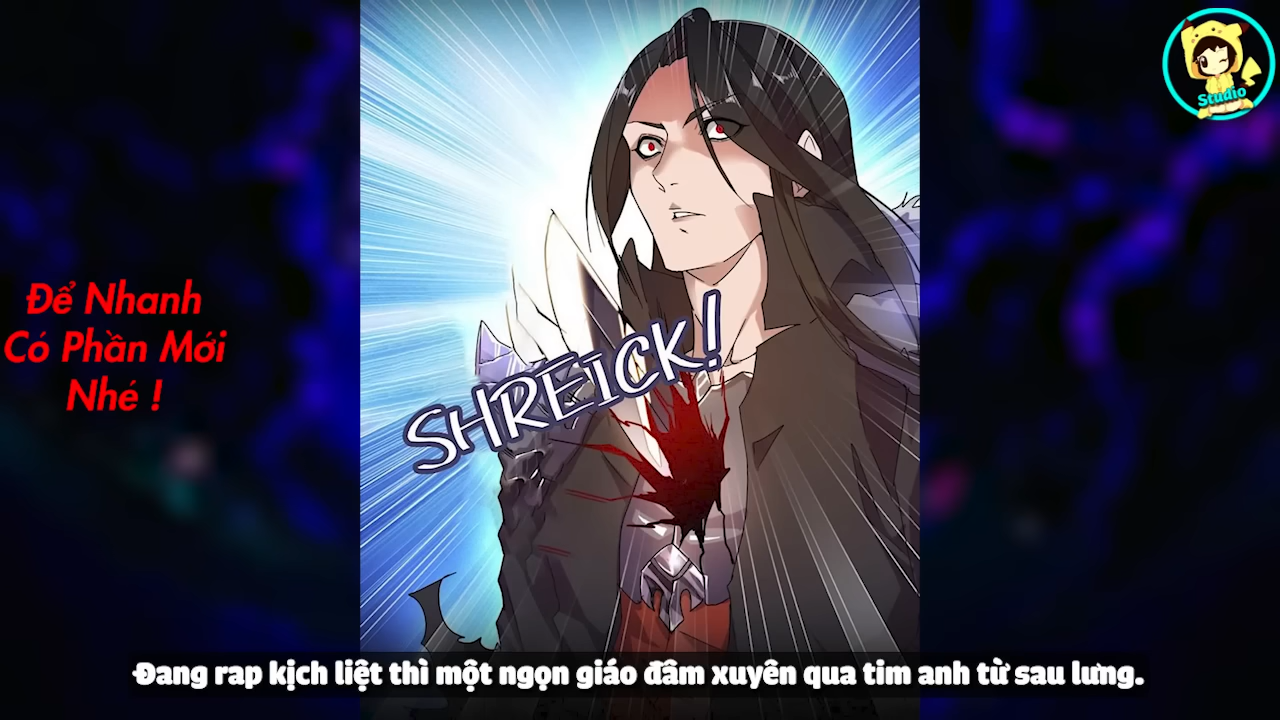 Studio
Để Nhanh
Có Phần Mới
Nhé !
SHREICK!
Đang rap kịch liệt thì một ngọn giáo đâm xuyên qua tim anh từ sau lưng.